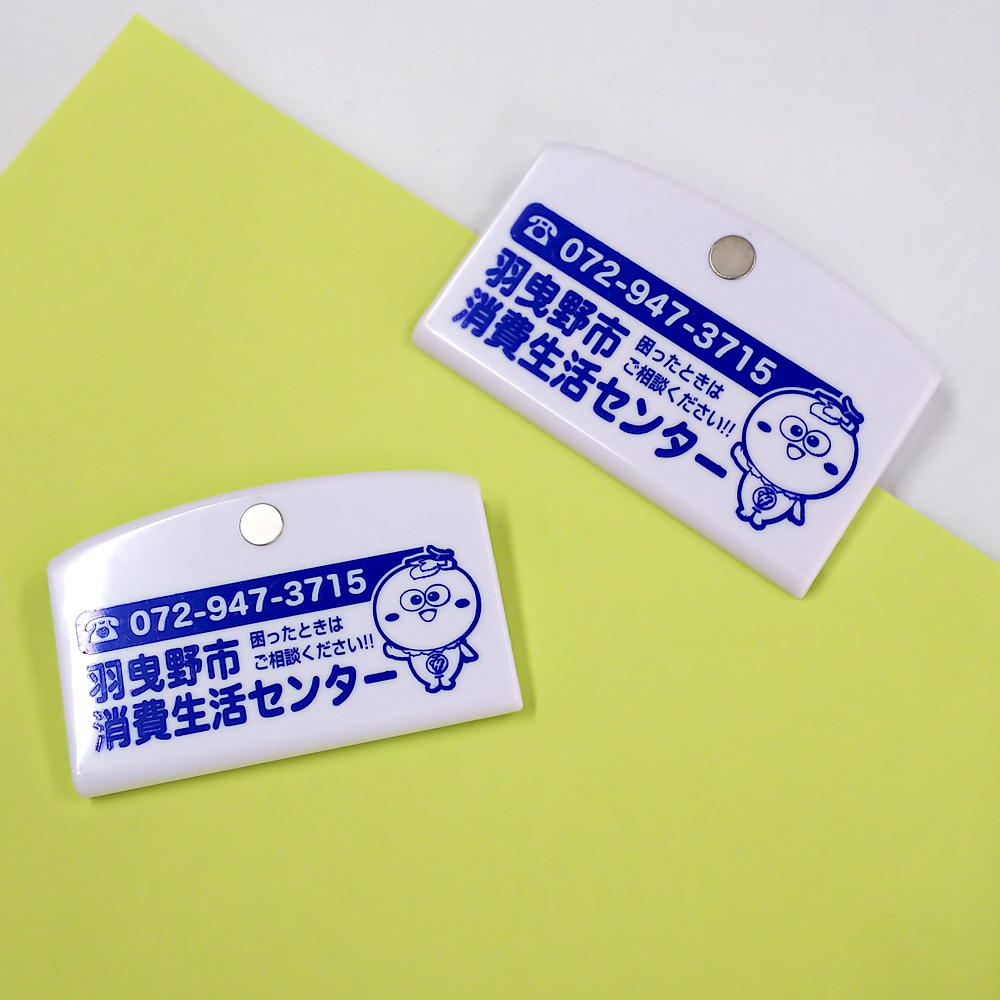 072-947-3715
羽曳野市
困ったときは
ご相談ください!!
消費生活センター
072-947-3715
羽曳野市
困ったときは
ご相談ください!!
消費生活センター